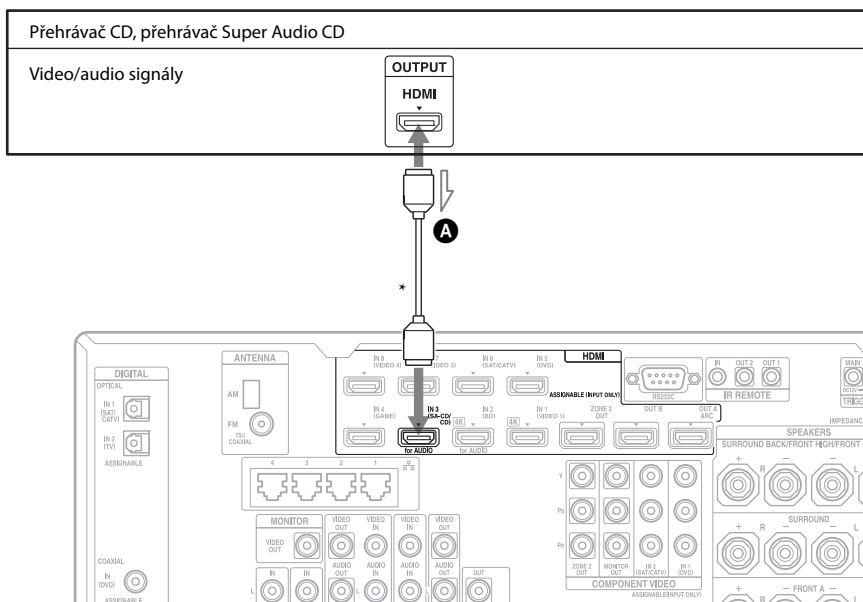 Přehrávač CD, přehrávač Super Audio CD
Video/audio signály
OUTPUT
HDMI
A
*
DIGITAL
OPTICAL
IN 1
(SAT/
CATV)
IN 2
(TV)
ASSIGNABLE
COAXIAL
IN
(DVD)
ASSIGNABLE
ANTENNA
AM
FM
75Ω
COAXIAL
IN 8
(VIDEO 4)
7
IDEO 3)
IN 6
(SAT/CATV)
IN 5
(DVD)
HDMI
ASSIGNABLE (INPUT ONLY)
IN 4
(GAME)
IN 3
(SA-CD/
CD)
4K
IN 2
(BD)
4K
IN 1
(VIDEO 1)
ZONE 2
OUT
OUT B
OUT A
ARC
for AUDIO
for AUDIO
RS232C
IN
OUT 2
OUT 1
IR REMOTE
MAIN
DC12V
TRIGG
IMPEDANC
SPEAKERS
SURROUND BACK/FRONT HIGH/FRONT
+ – – 
R L
SURROUND
+ R – – L
+ – FRONT A –
R L
4 3 2 1
MONITOR
VIDEO
OUT
VIDEO
OUT
VIDEO
IN
VIDEO
IN
VIDEO
OUT
AUDIO
OUT
AUDIO
IN
AUDIO
IN
AUDIO
OUT
IN
IN
OUT
L
L
L
Y
PB
PR
ZONE 2
OUT
MONITOR
OUT
IN 2
(SAT/CATV)
IN 1
(DVD)
COMPONENT VIDEO
ASSIGNABLE(INPUT ONLY)